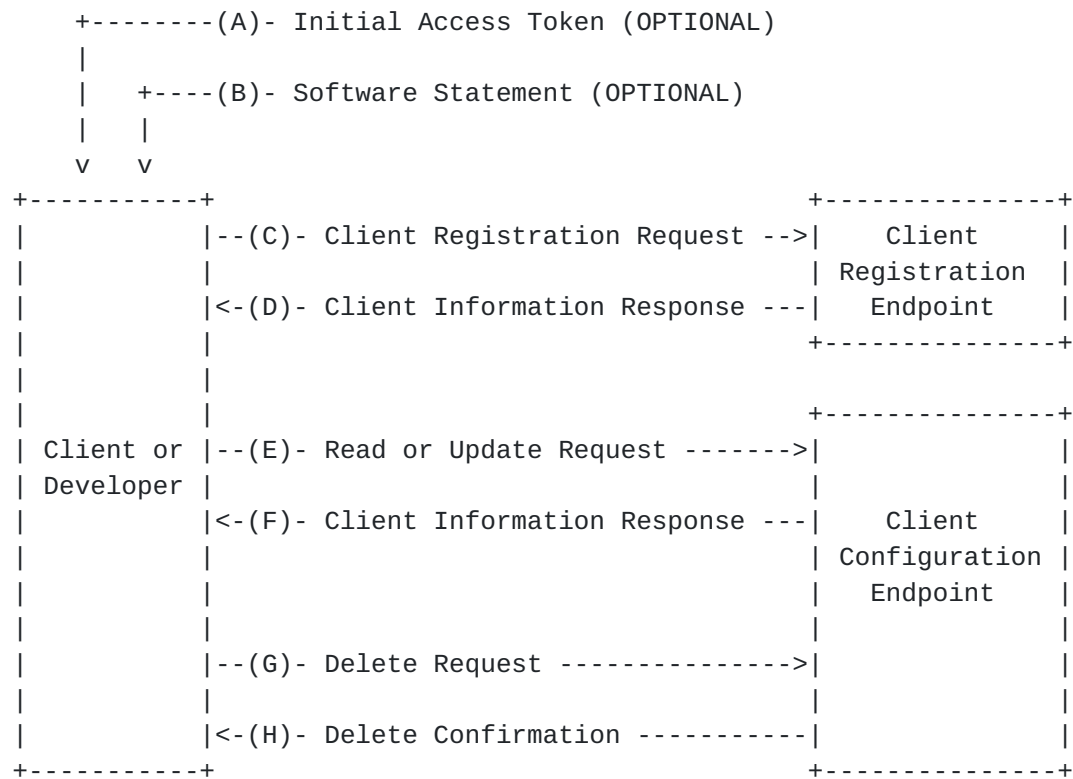 +--------(A)- Initial Access Token (OPTIONAL)
|
|   +----(B)- Software Statement (OPTIONAL)
|   |
v   v
+-----------+                                      +---------------+
|           |--(C)- Client Registration Request -->|    Client     |
|           |                                      | Registration  |
|           |<-(D)- Client Information Response ---|   Endpoint    |
|           |                                      +---------------+
|           |
|           |                                      +---------------+
| Client or |--(E)- Read or Update Request ------->|               |
| Developer |                                      |               |
|           |<-(F)- Client Information Response ---|    Client     |
|           |                                      | Configuration |
|           |                                      |   Endpoint    |
|           |                                      |               |
|           |--(G)- Delete Request --------------->|               |
|           |                                      |               |
|           |<-(H)- Delete Confirmation -----------|               |
+-----------+                                      +---------------+